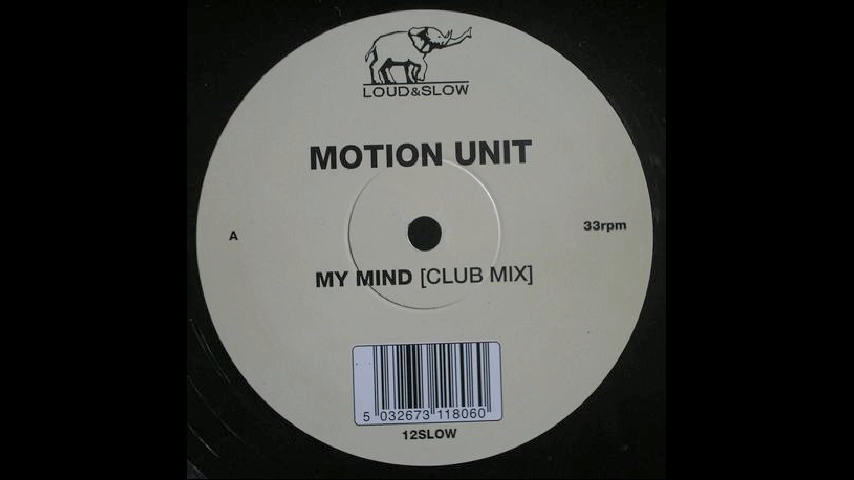 LOUD&SLOW
MOTION UNIT
A
33rpm
MY MIND [CLUB MIX]
5 032673 118060
12SLOW